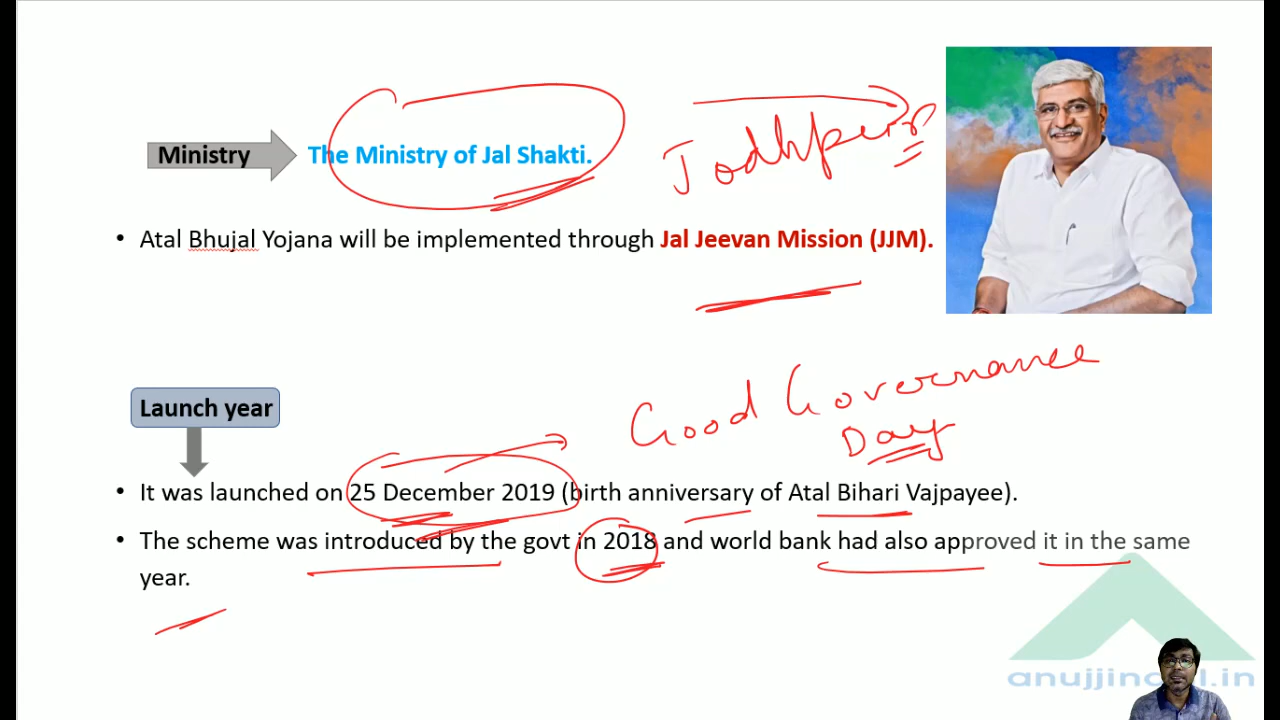 Ministry The Ministry of Jal Shakti. Jodhpur
• Atal Bhujal Yojana will be implemented through Jal Jeevan Mission (JJM).
Good Governance
Day
Launch year
• It was launched on 25 December 2019 (birth anniversary of Atal Bihari Vajpayee).
• The scheme was introduced by the govt in 2018 and world bank had also approved it in the same
year.